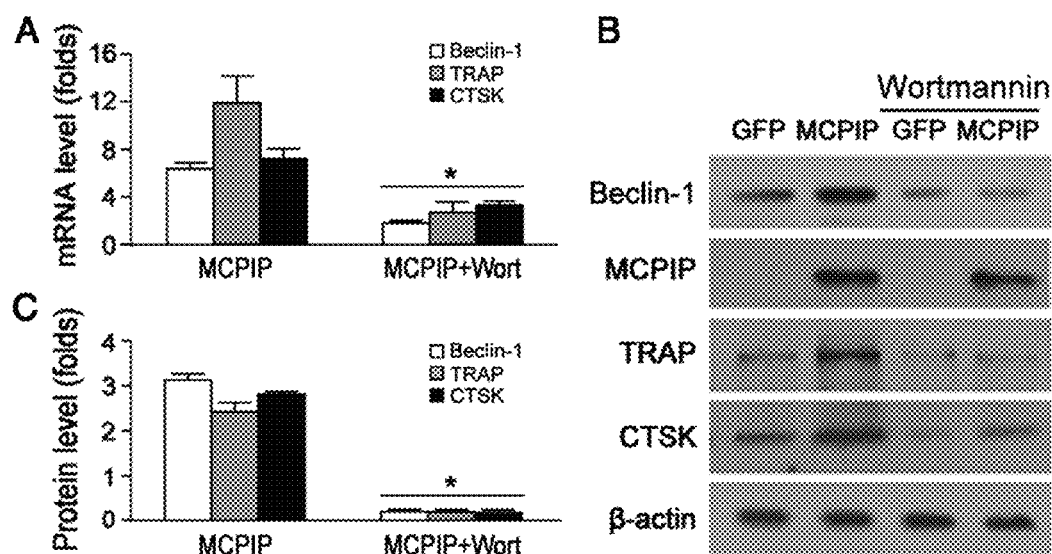 A
mRNA level (folds)
16
12
8
4
0
Beclin-1
TRAP
CTSK
*
MCPIP
MCPIP+Wort
C
Protein level (folds)
4
3
2
1
0
Beclin-1
TRAP
CTSK
*
MCPIP
MCPIP+Wort
B
Wortmannin
GFP MCPIP GFP MCPIP
Beclin-1
MCPIP
TRAP
CTSK
β-actin